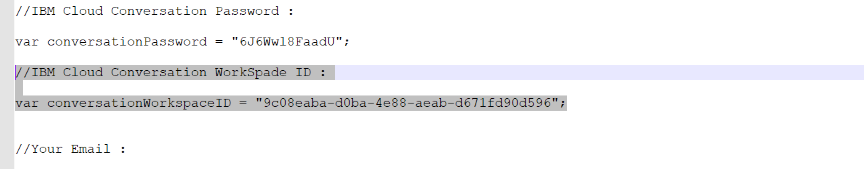 //IBM Cloud Conversation Password :
var conversationPassword = "6J6Wwl8FaadU";
//IBM Cloud Conversation WorkSpade ID :
var conversationWorkspaceID = "9c08eaba-d0ba-4e88-aeab-d671fd90d596";
//Your Email :